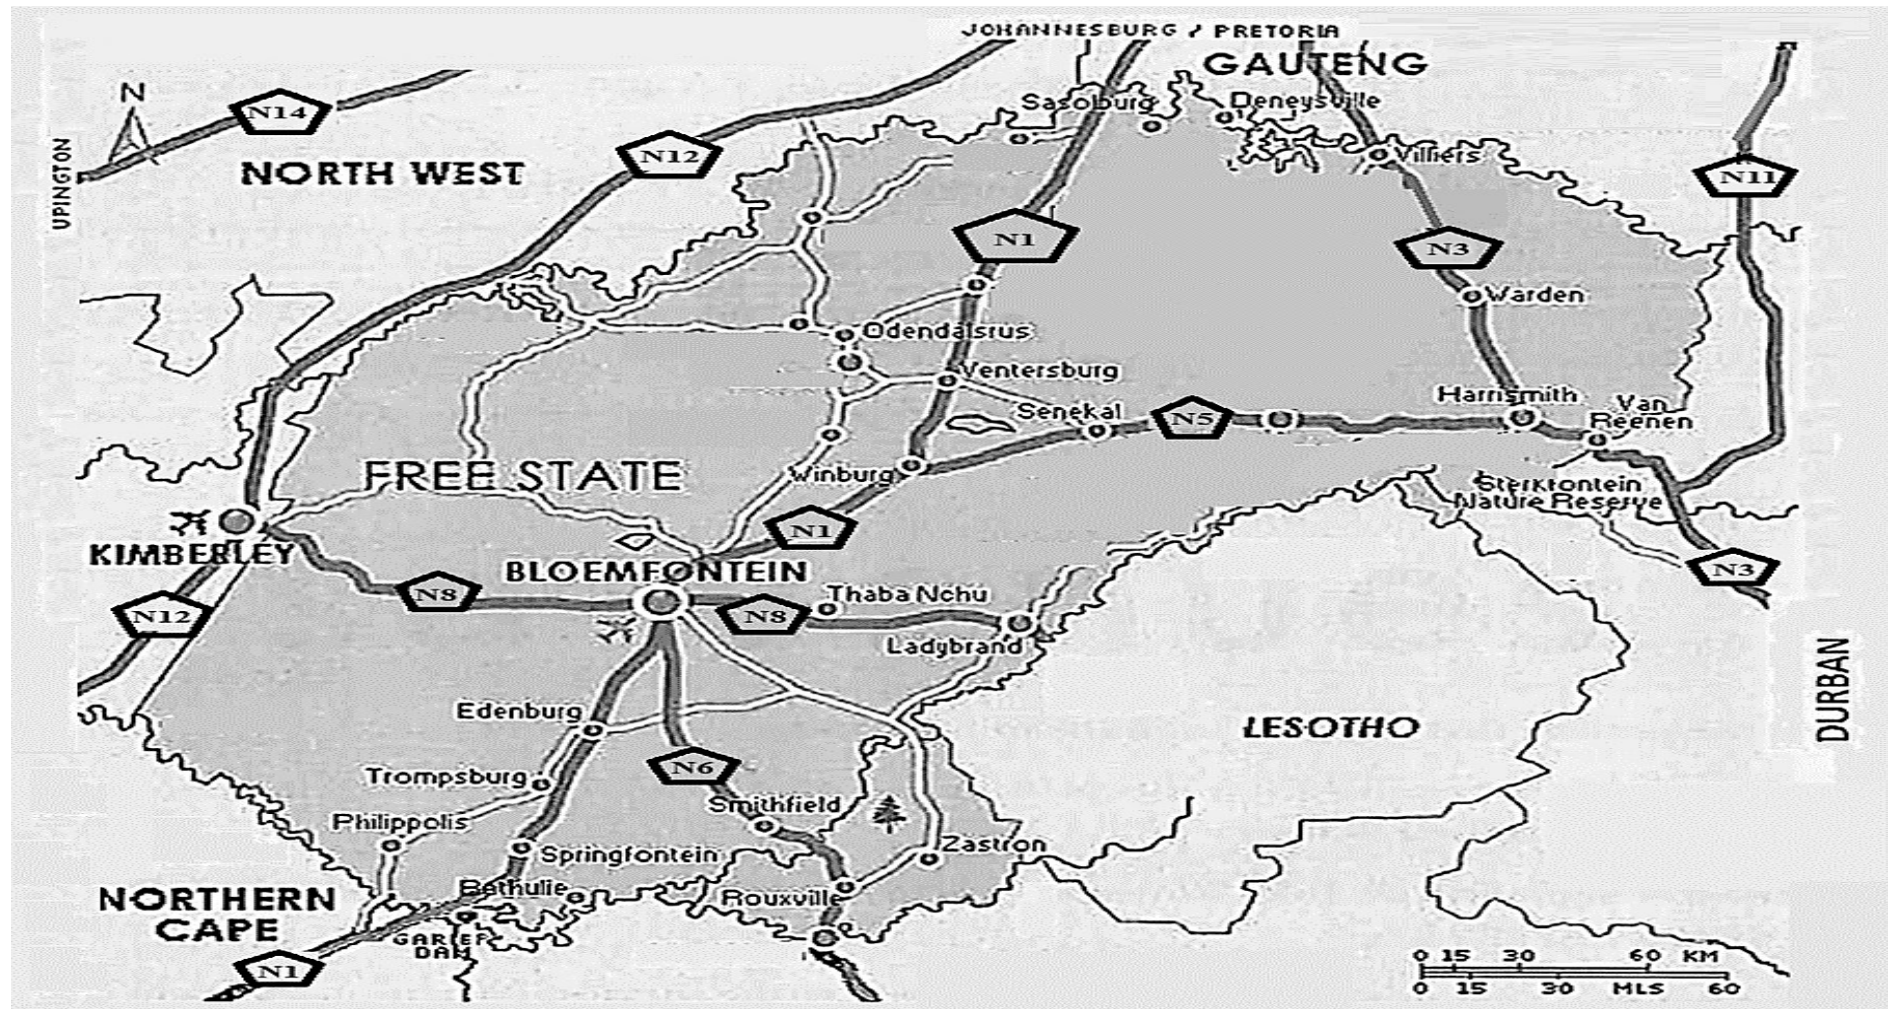 JOHANNESBURG / PRETORIA
GAUTENG
N
N14
Sasolburg
Deneysville
N12
Villiers
NORTH WEST
UPINGTON
N11
N1
N3
Warden
Odendalsrus
Ventersburg
Harrismith
Senekal
N5
Van
Reenen
FREE STATE
Winburg
Sterkfontein
Nature Reserve
N1
KIMBERLEY
BLOEMFONTEIN
N3
N8
Thaba Nchu
N8
N12
Ladybrand
DURBAN
Edenburg
LESOTHO
N6
Trompsburg
Smithfield
Philippolis
Springfontein
Zastron
Bethulie
Rouxville
NORTHERN
CAPE
GARIEP
DAM
N1
0 15 30 60 KM
0 15 30 MLS 60